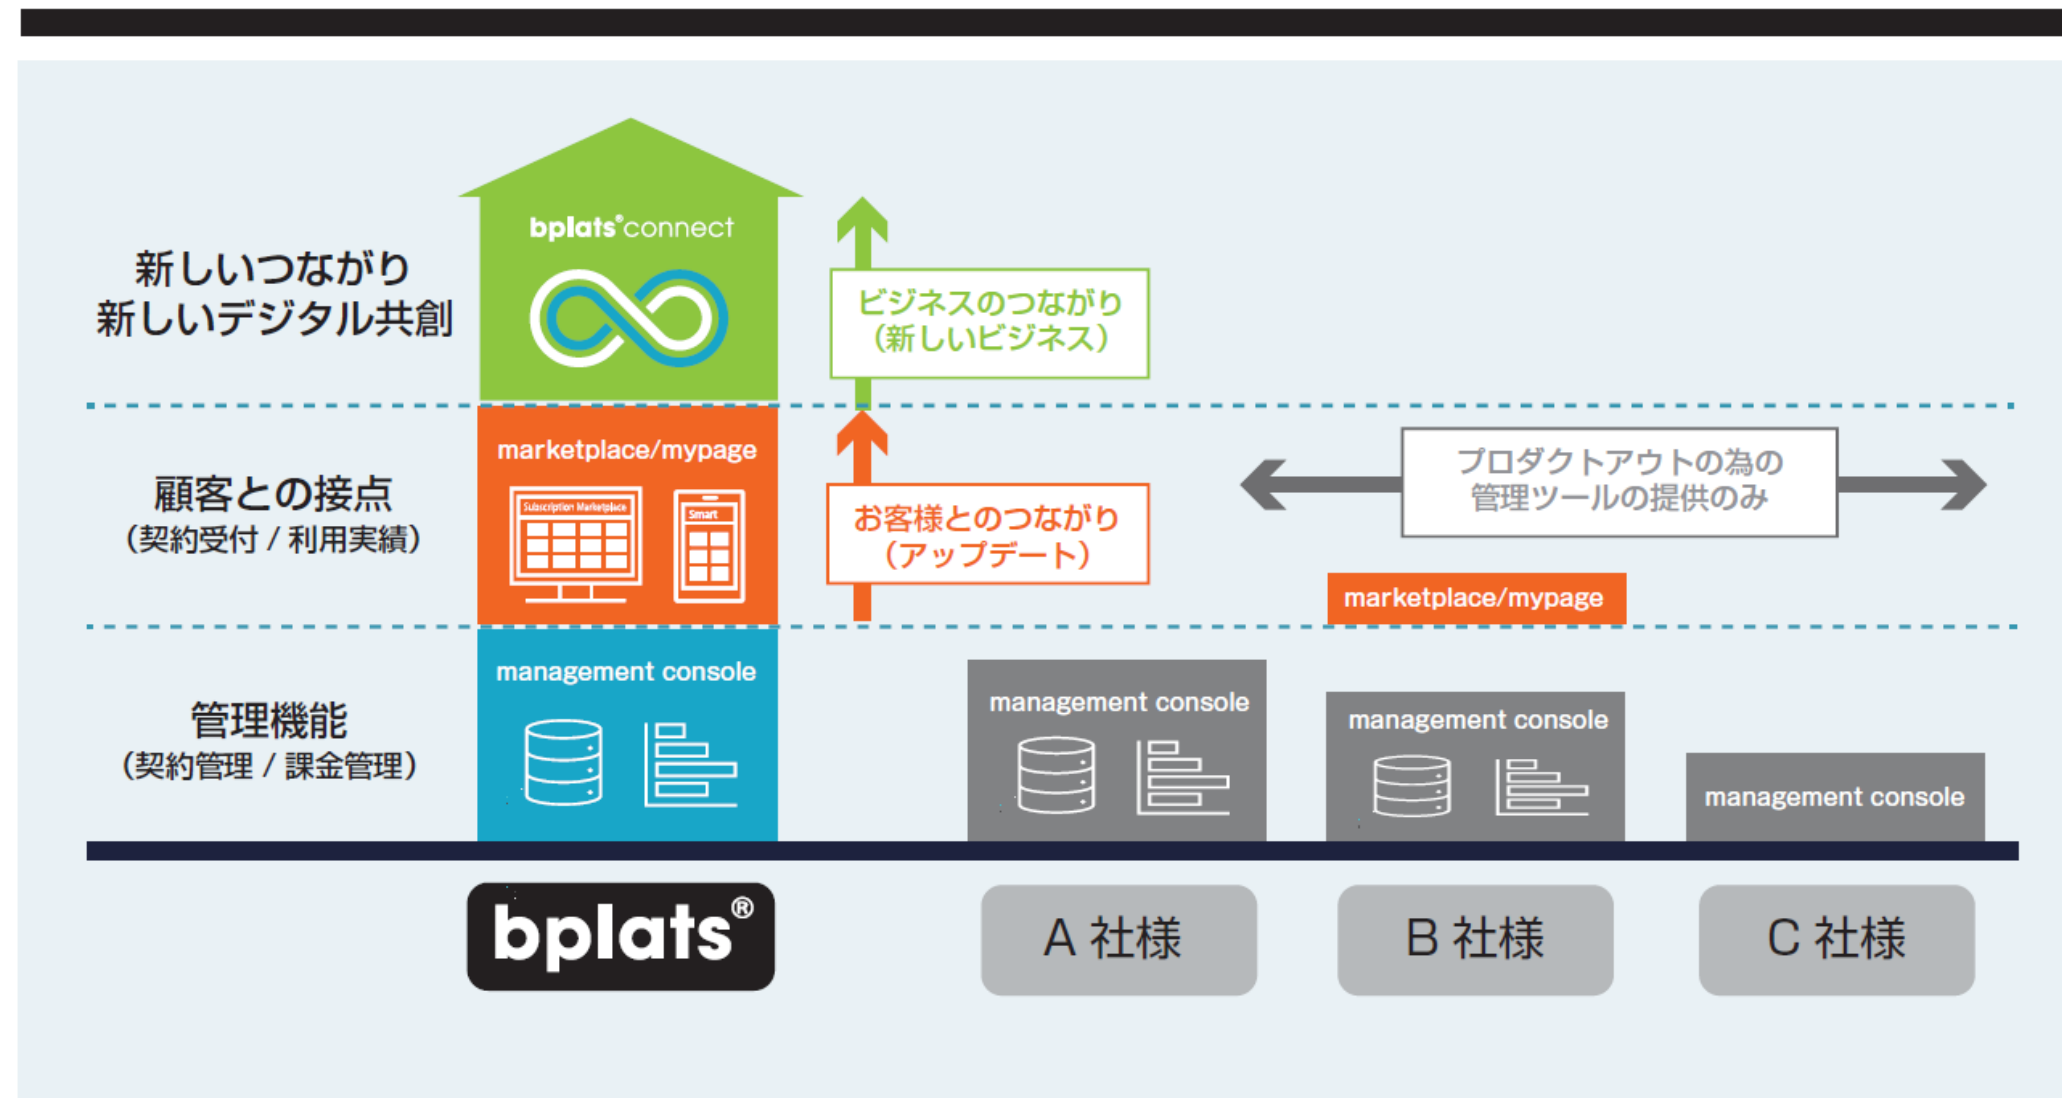 bplats®connect
新しいつながり
新しいデジタル共創
ビジネスのつながり
（新しいビジネス）
marketplace/mypage
Subscription Marketplace
Smart
顧客との接点
（契約受付 / 利用実績）
お客様とのつながり
（アップデート）
プロダクトアウトの為の
管理ツールの提供のみ
marketplace/mypage
management console
管理機能
（契約管理 / 課金管理）
management console
management console
management console
bplats®
A 社様
B 社様
C 社様